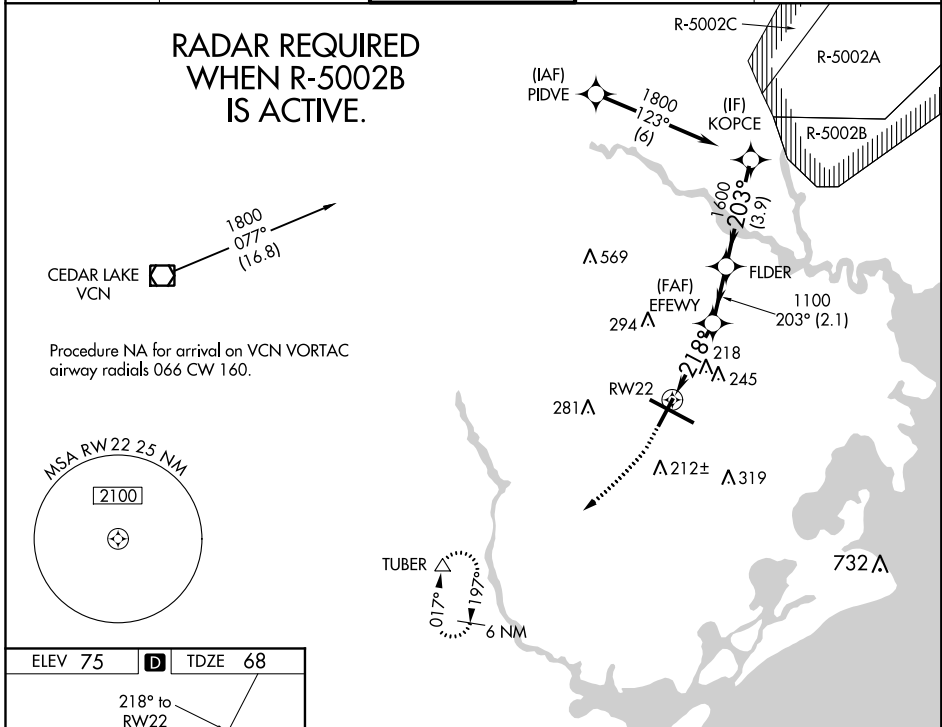 RADAR REQUIRED
WHEN R-5002B
IS ACTIVE.
R-5002C
R-5002A
R-5002B
(IAF)
PIDVE
1800
123°
(6)
(IF)
KOPCE
1600
203°
(3.9)
1800
077°
(16.8)
CEDAR LAKE
VCN
569
FLDER
(FAF)
EFEWY
1100
203° (2.1)
294
218°
218
245
RW22
281
Procedure NA for arrival on VCN VORTAC
airway radials 066 CW 160.
212±
319
MSA RW22 25 NM
2100
732
TUBER
017°
197°
6 NM
ELEV 75 D TDZE 68
218° to
RW22